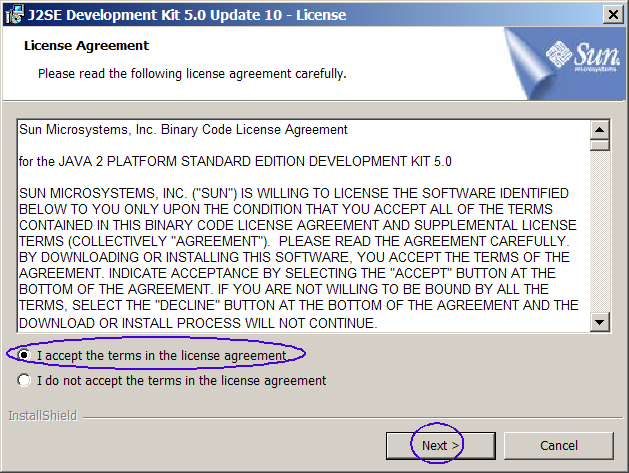 J2SE Development Kit 5.0 Update 10 - License
License Agreement
Please read the following license agreement carefully.
Sun
microsystems
Sun Microsystems, Inc. Binary Code License Agreement
for the JAVA 2 PLATFORM STANDARD EDITION DEVELOPMENT KIT 5.0
SUN MICROSYSTEMS, INC. ("SUN") IS WILLING TO LICENSE THE SOFTWARE IDENTIFIED
BELOW TO YOU ONLY UPON THE CONDITION THAT YOU ACCEPT ALL OF THE TERMS
CONTAINED IN THIS BINARY CODE LICENSE AGREEMENT AND SUPPLEMENTAL LICENSE
TERMS (COLLECTIVELY "AGREEMENT").  PLEASE READ THE AGREEMENT CAREFULLY.
BY DOWNLOADING OR INSTALLING THIS SOFTWARE, YOU ACCEPT THE TERMS OF THE
AGREEMENT. INDICATE ACCEPTANCE BY SELECTING THE "ACCEPT" BUTTON AT THE
BOTTOM OF THE AGREEMENT. IF YOU ARE NOT WILLING TO BE BOUND BY ALL THE
TERMS, SELECT THE "DECLINE" BUTTON AT THE BOTTOM OF THE AGREEMENT AND THE
DOWNLOAD OR INSTALL PROCESS WILL NOT CONTINUE.
I accept the terms in the license agreement
I do not accept the terms in the license agreement
InstallShield
Next >
Cancel